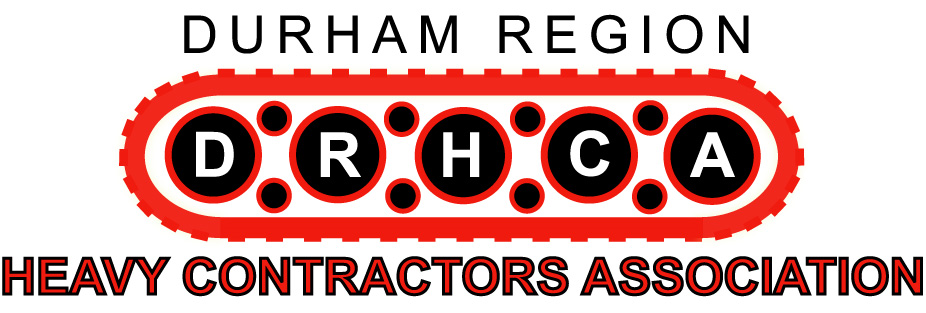 DURHAM REGION
DRHCA
HEAVY CONTRACTORS ASSOCIATION